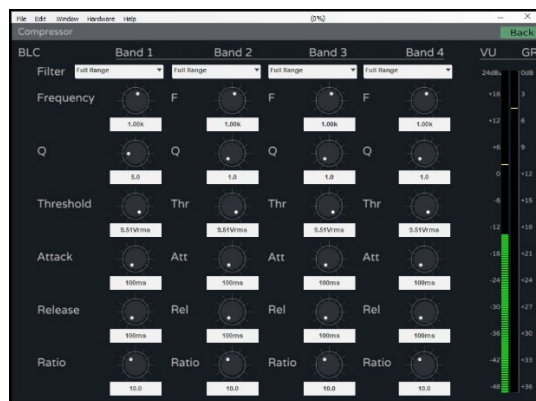 File Edit Window Hardware Help (0%)
Compressor Back
BLC Band 1 Band 2 Band 3 Band 4 VU GR
Filter Full Range Full Range Full Range Full Range 24dBu 0dB
Frequency F F F +18 3
1.00k 1.00k 1.00k 1.00k +12 6
Q Q Q Q +6 9
5.0 1.0 1.0 1.0 0 +12
Threshold Thr Thr Thr -6 +15
9.51Vrms 9.51Vrms 9.51Vrms 9.51Vrms -12 +18
Attack Att Att Att -18 +21
100ms 100ms 100ms 100ms -24 +24
Release Rel Rel Rel -30 +27
100ms 100ms 100ms 100ms -36 +30
Ratio Ratio Ratio Ratio -42 +33
10.0 10.0 10.0 10.0 -48 +36